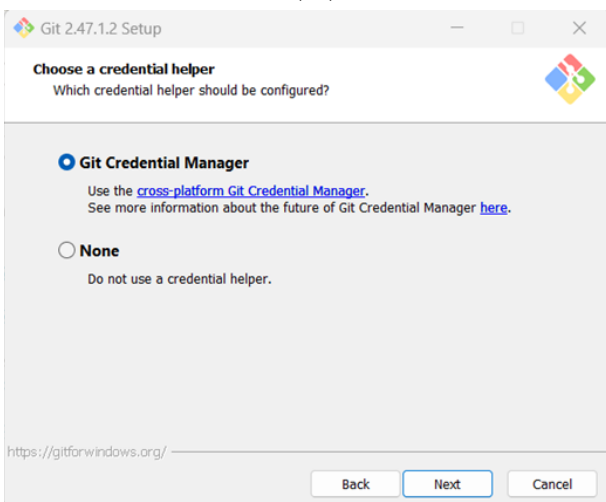 Git 2.47.1.2 Setup
Choose a credential helper
Which credential helper should be configured?
Git Credential Manager
Use the cross-platform Git Credential Manager.
See more information about the future of Git Credential Manager here.
None
Do not use a credential helper.
https://gitforwindows.org/
Back Next Cancel